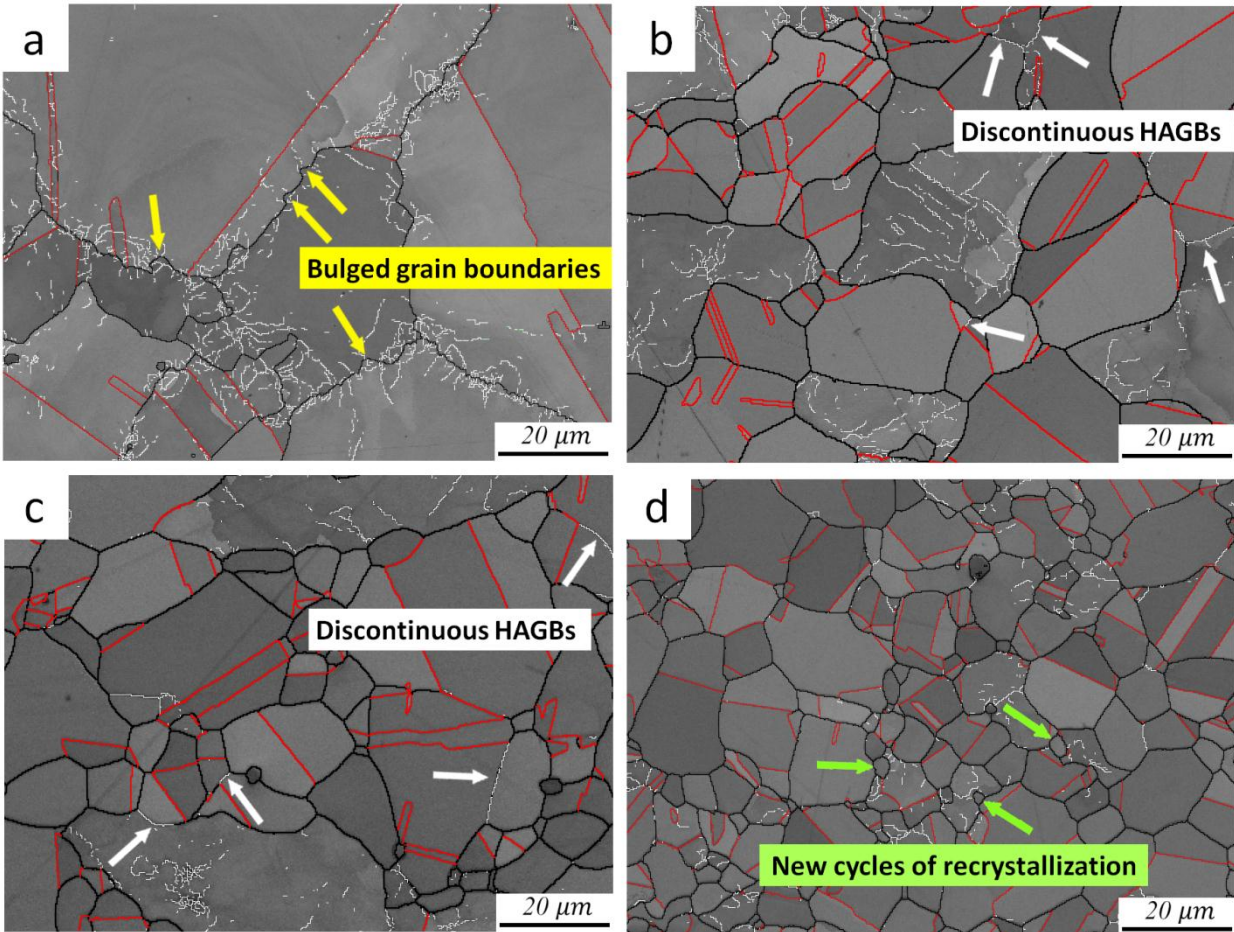 a
Bulged grain boundaries
20 μm
b
Discontinuous HAGBs
20 μm
c
Discontinuous HAGBs
20 μm
d
New cycles of recrystallization
20 μm